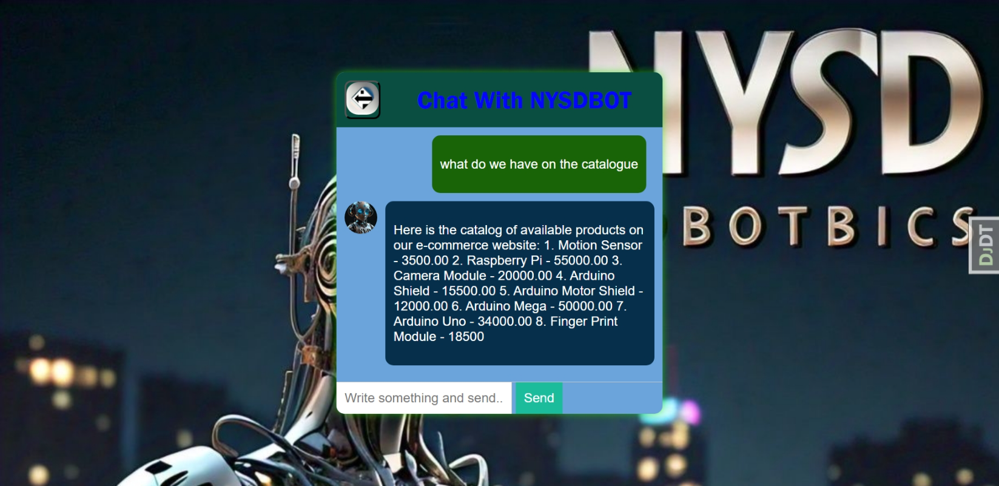 NYSD
Chat With NYSDBOT
what do we have on the catalogue
BOTBICS
DJDT
Here is the catalog of available products on
our e-commerce website: 1. Motion Sensor
- 3500.00 2. Raspberry Pi - 55000.00 3.
Camera Module - 20000.00 4. Arduino
Shield - 15500.00 5. Arduino Motor Shield -
12000.00 6. Arduino Mega - 50000.00 7.
Arduino Uno - 34000.00 8. Finger Print
Module - 18500
Write something and send..
Send